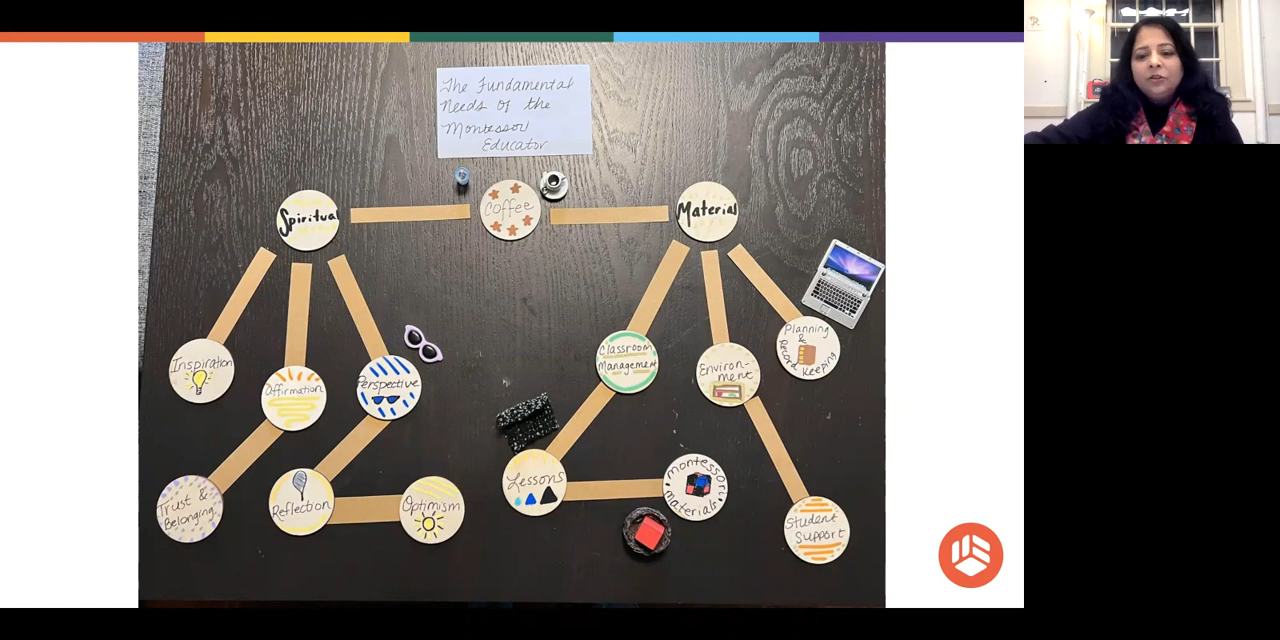 The Fundamental
Needs of the
Montessori
Educator
Spiritual
Coffee
Material
Inspiration
Affirmation
Perspective
Classroom
Management
Environ-
ment
Planning
&
Record
Keeping
Trust &
Belonging
Reflection
Optimism
Lessons
Montessori
Materials
Student
Support